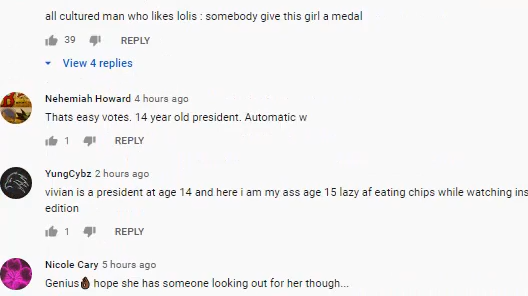 all cultured man who likes lolis : somebody give this girl a medal
39 REPLY
View 4 replies
Nehemiah Howard 4 hours ago
Thats easy votes. 14 year old president. Automatic w
1 REPLY
YungCybz 2 hours ago
vivian is a president at age 14 and here i am my ass age 15 lazy af eating chips while watching ins
edition
1 REPLY
Nicole Cary 5 hours ago
Genius hope she has someone looking out for her though...